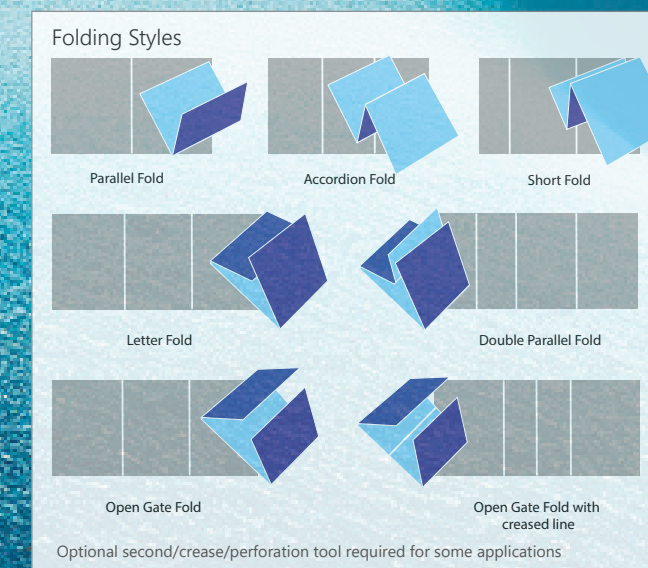 Folding Styles
Parallel Fold
Accordion Fold
Short Fold
Letter Fold
Double Parallel Fold
Open Gate Fold
Open Gate Fold with
creased line
Optional second/crease/perforation tool required for some applications